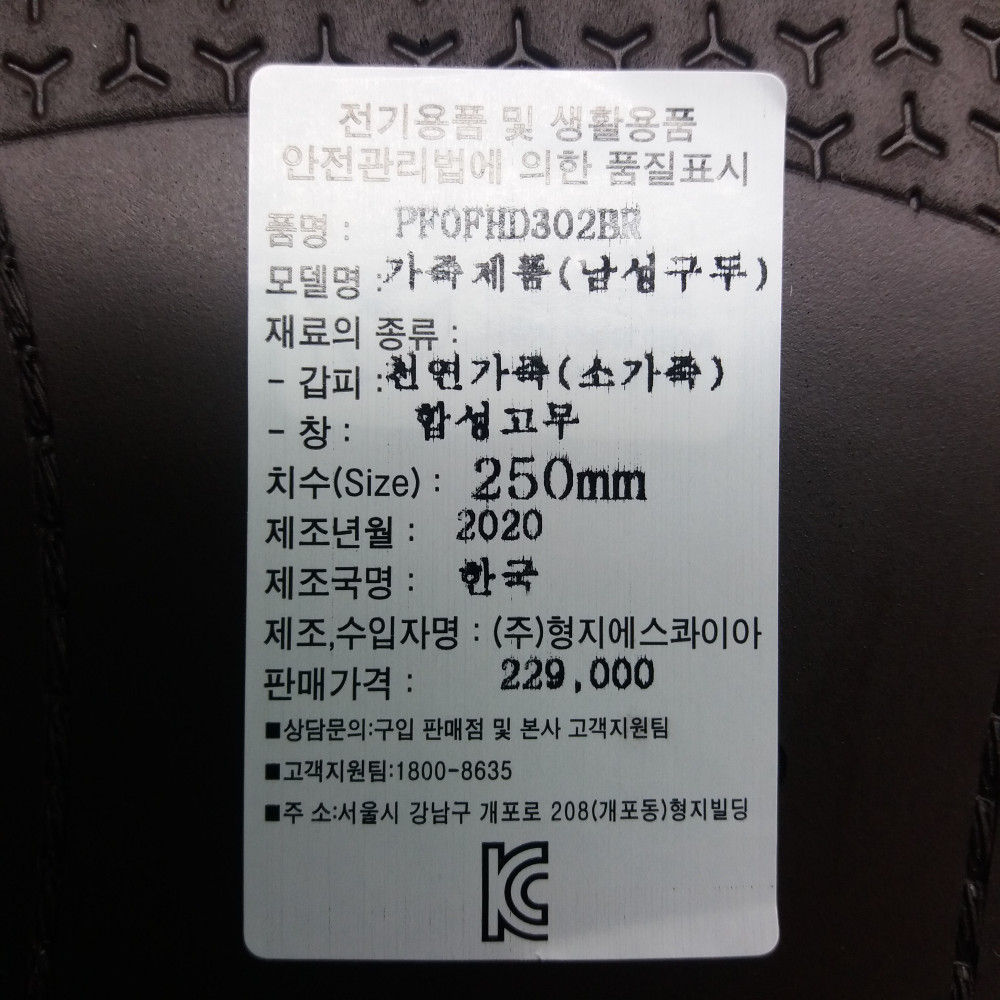 전기용품 및 생활용품
안전관리법에 의한 품질표시
품명 : PF0FHD302BR
모델명 : 가죽제품(남성구두)
재료의 종류 :
- 갑피 : 천연가죽(소가죽)
- 창 : 합성고무
치수(Size) : 250mm
제조년월 : 2020
제조국명 : 한국
제조,수입자명 : (주)형지에스콰이아
판매가격 : 229,000
■상담문의:구입 판매점 및 본사 고객지원팀
■고객지원팀:1800-8635
■주 소:서울시 강남구 개포로 208(개포동)형지빌딩
KC